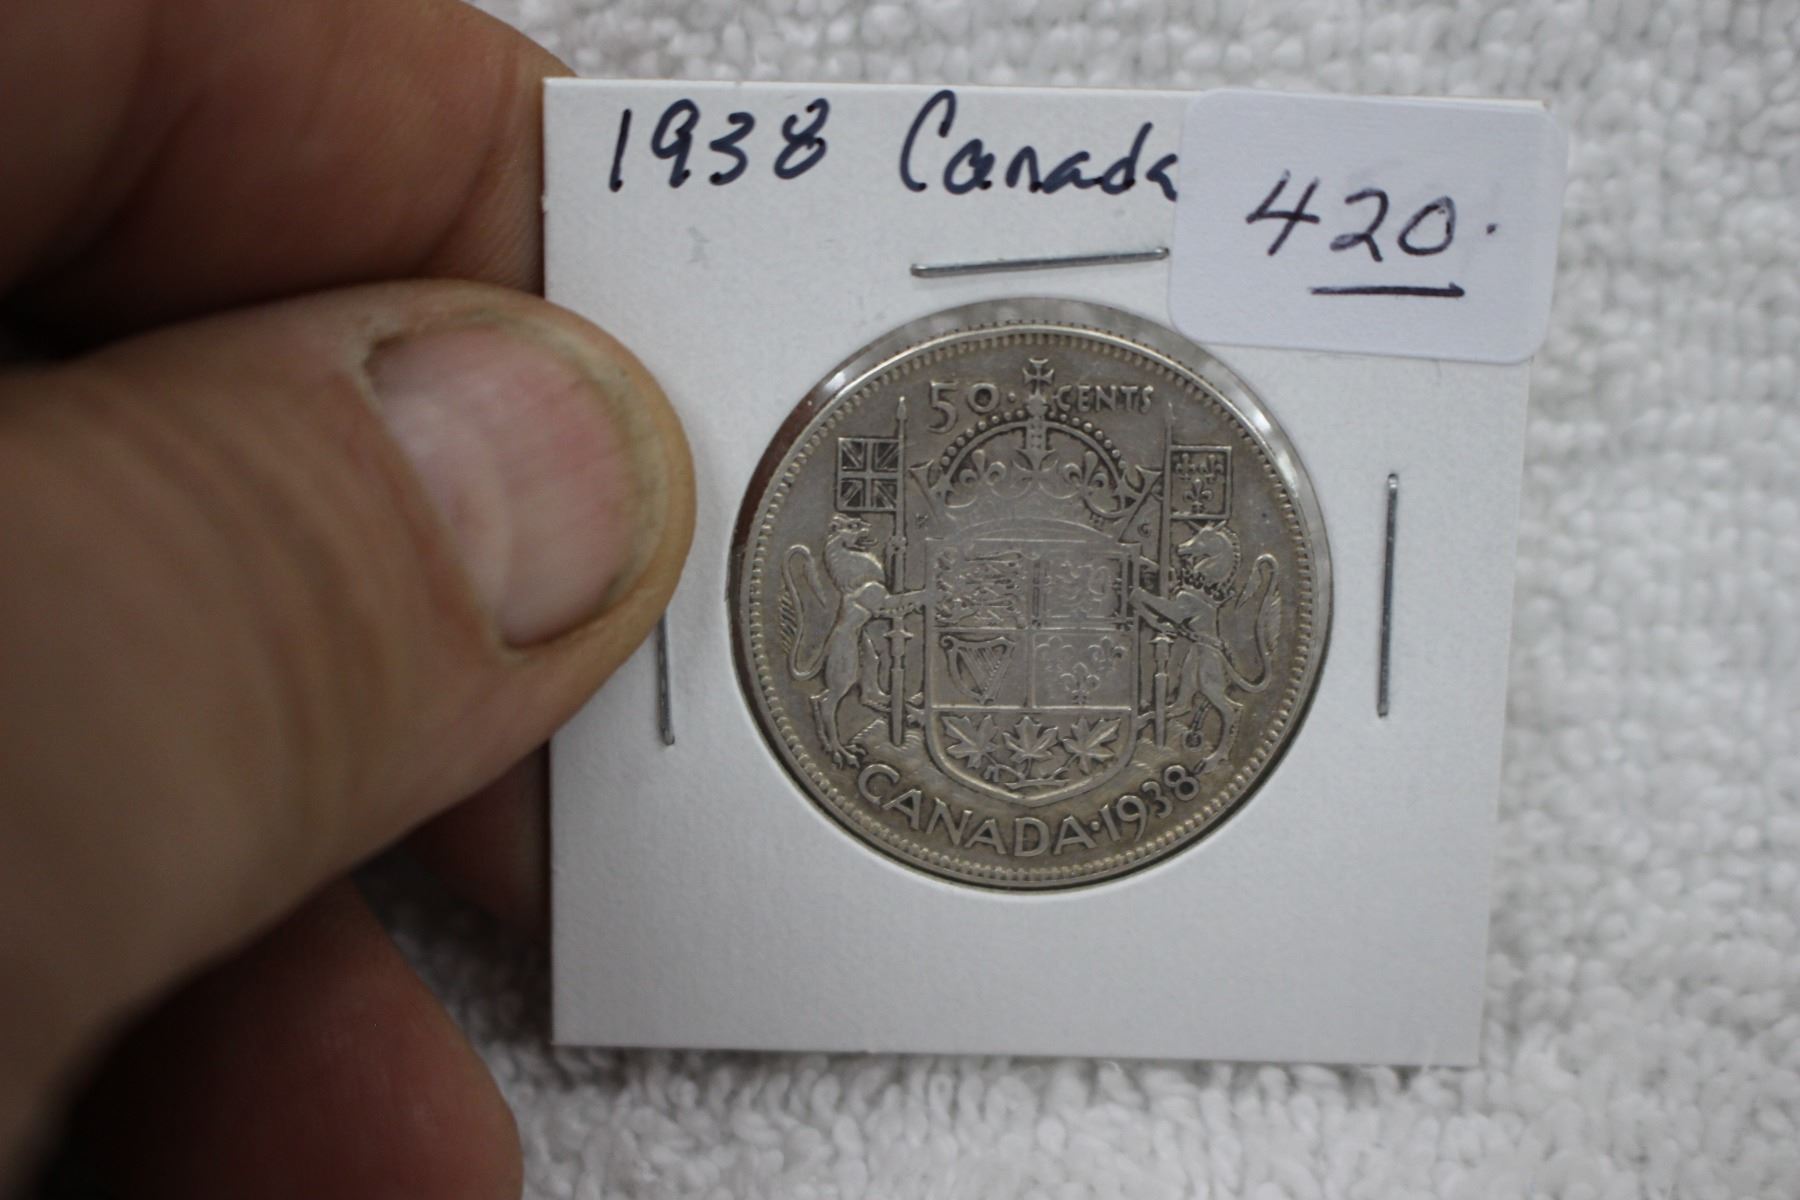 1938 Canada
420.
50 · CENTS
K H G
CANADA · 1938